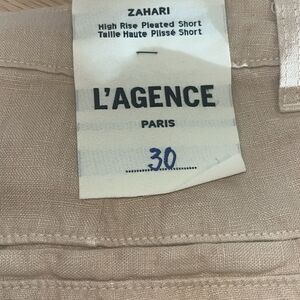 ZAHARI
High Rise Pleated Short
Taille Haute Plissé Short
L'AGENCE
PARIS
30